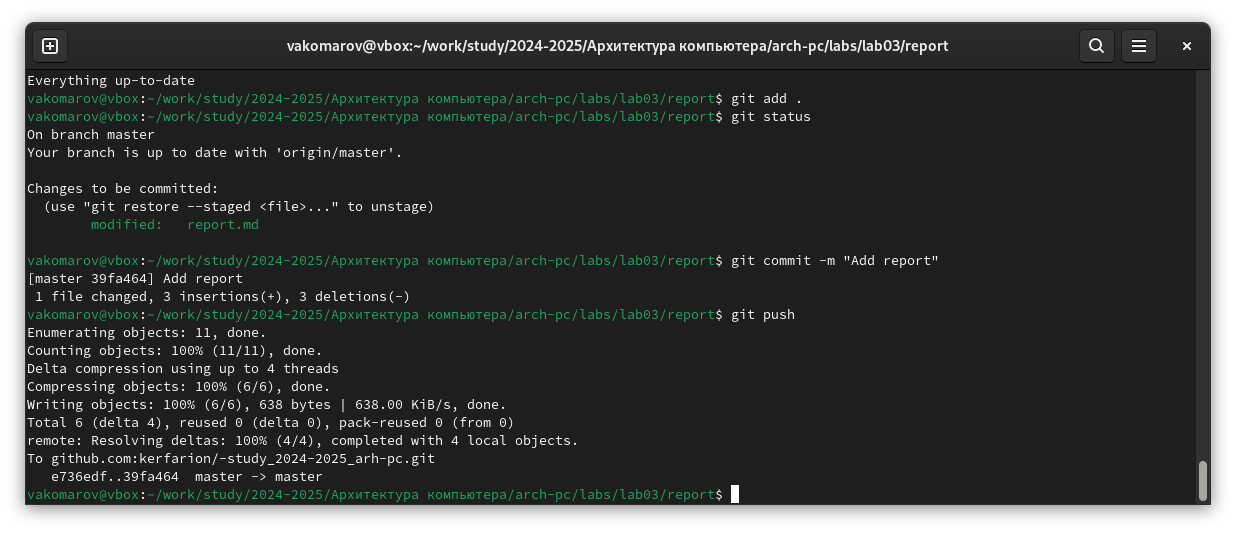 vakomarov@vbox:~/work/study/2024-2025/Архитектура компьютера/arch-pc/labs/lab03/report
Everything up-to-date
vakomarov@vbox:~/work/study/2024-2025/Архитектура компьютера/arch-pc/labs/lab03/report$ git add .
vakomarov@vbox:~/work/study/2024-2025/Архитектура компьютера/arch-pc/labs/lab03/report$ git status
On branch master
Your branch is up to date with 'origin/master'.
Changes to be committed:
  (use "git restore --staged <file>..." to unstage)
        modified:   report.md
vakomarov@vbox:~/work/study/2024-2025/Архитектура компьютера/arch-pc/labs/lab03/report$ git commit -m "Add report"
[master 39fa464] Add report
 1 file changed, 3 insertions(+), 3 deletions(-)
vakomarov@vbox:~/work/study/2024-2025/Архитектура компьютера/arch-pc/labs/lab03/report$ git push
Enumerating objects: 11, done.
Counting objects: 100% (11/11), done.
Delta compression using up to 4 threads
Compressing objects: 100% (6/6), done.
Writing objects: 100% (6/6), 638 bytes | 638.00 KiB/s, done.
Total 6 (delta 4), reused 0 (delta 0), pack-reused 0 (from 0)
remote: Resolving deltas: 100% (4/4), completed with 4 local objects.
To github.com:kerfarion/-study_2024-2025_arh-pc.git
   e736edf..39fa464  master -> master
vakomarov@vbox:~/work/study/2024-2025/Архитектура компьютера/arch-pc/labs/lab03/report$